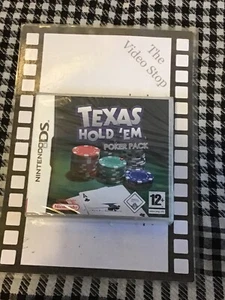 The
Video Stop
NINTENDO DS
TEXAS
HOLD 'EM
POKER PACK
12+